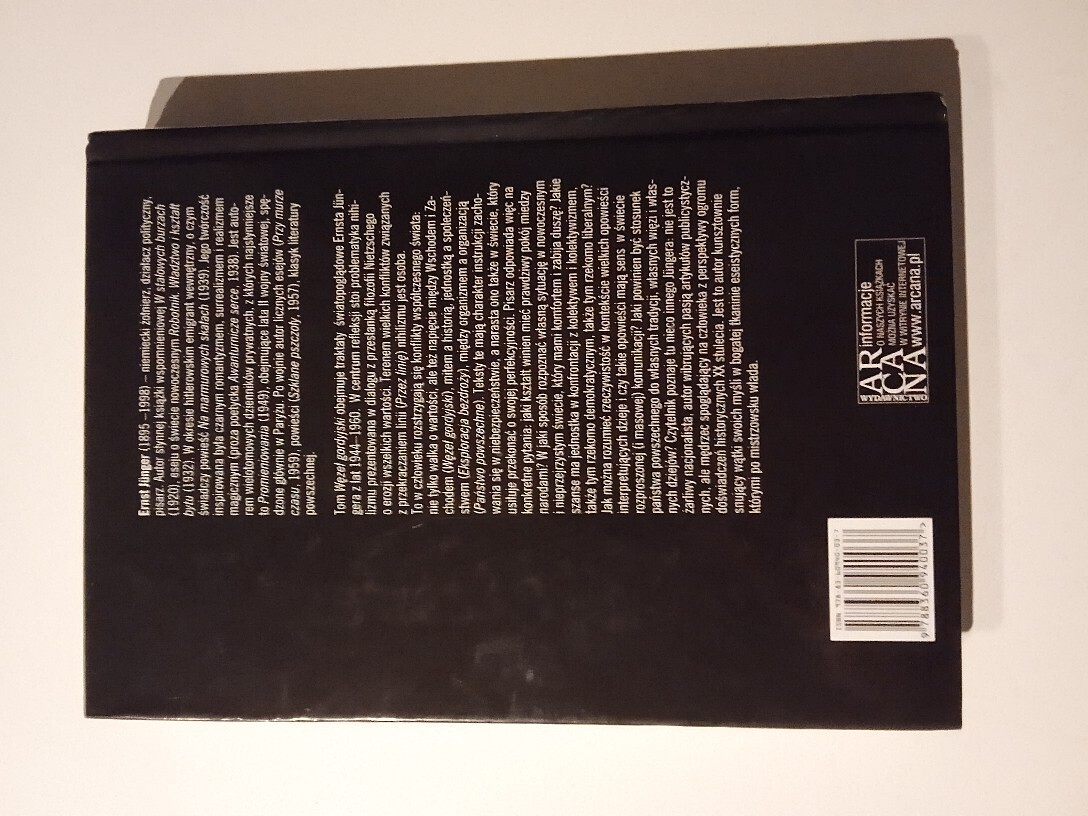 Ernst Jünger (1895 – 1998) – niemiecki żołnierz, działacz polityczny,
pisarz. Autor słynnej książki wspomnieniowej W stalowych burzach
(1920), eseju o świecie nowoczesnym Robotnik. Władztwo i kształt
bytu (1932) W okresie hitlerowskim emigrant wewnętrzny, o czym
świadczy powieść Na marmurowych skałach (1939). Jego twórczość
inspirowana była czarnym romantyzmem, surrealizmem i realizmem
magicznym (proza poetycka Awanturnicze serce, 1938). Jest auto-
rem wielotomowych dzienników prywatnych, z których najsłynniejsze
to Promieniowania (1949), obejmujące lata II wojny światowej, spę-
dzone głównie w Paryżu. Po wojnie autor licznych esejów (Przy murze
czasu, 1959), powieści (Szklane pszczoły, 1957), klasyk literatury
powszechnej.
Tom Węzeł gordyjski obejmuje traktaty światopoglądowe Ernsta Jün-
gera z lat 1944–1960. W centrum refleksji stoi problematyka nihi-
lizmu prezentowana w dialogu z przesłanką filozofii Nietzschego
o erozji wszelkich wartości. Terenem wielkich konfliktów związanych
z przekraczaniem linii (Przez linię) nihilizmu jest osoba.
To w człowieku rozstrzygają się konflikty współczesnego świata:
nie tylko walka o wartości, ale też napięcie między Wschodem i Za-
chodem (Węzeł gordyjski), mitem a historią, jednostką a społeczeń-
stwem (Eksploracja bezdroży), między organizmem a organizacją
(Państwo powszechne). Teksty te mają charakter instrukcji zacho-
wania się w niebezpieczeństwie, a narasta ono także w świecie, który
usiłuje przekonać o swojej perfekcyjności. Pisarz odpowiada więc na
konkretne pytania: jaki kształt winien mieć prawdziwy pokój między
narodami? W jaki sposób rozpoznać własną sytuację w nowoczesnym
i nieprzejrzystym świecie, który mami komfortem i zabija duszę? Jakie
szanse ma jednostka w konfrontacji z kolektywem i kolektywizmem,
także tym rzekomo demokratycznym, także tym rzekomo liberalnym?
Jak można rozumieć rzeczywistość w kontekście wielkich opowieści
interpretujących dzieje i czy takie opowieści mają sens w świecie
rozproszonej (i masowej) komunikacji? Jaki powinien być stosunek
państwa powszechnego do własnych tradycji, własnych więzi i włas-
nych dziejów? Czytelnik poznaje tu nieco innego Jüngera: nie jest to
żarliwy nacjonalista, autor wibrujących pasją artykułów publicystycz-
nych, ale mędrzec spoglądający na człowieka z perspektywy ogromu
doświadczeń historycznych XX stulecia. Jest to autor kunsztownie
snujący wątki swoich myśli w bogatej tkaninie eseistycznych form,
którymi po mistrzowsku włada.
ARCANA
WYDAWNICTWO
informacje
O NASZYCH KSIĄŻKACH
MOŻNA UZYSKAĆ
W WITRYNIE INTERNETOWEJ
www.arcana.pl
ISBN 978-83-60940-03-7
9 788360 940037